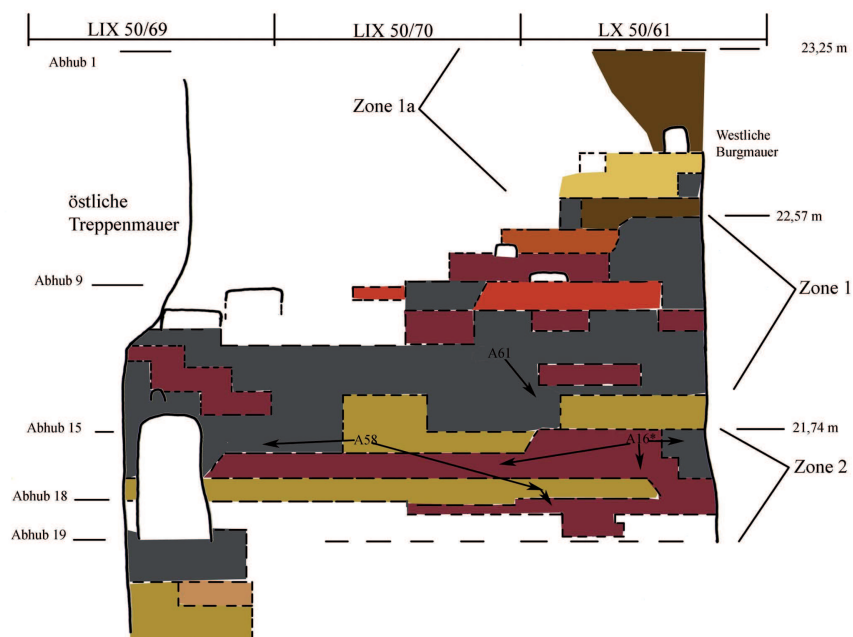 LIX 50/69
LIX 50/70
LX 50/61
Abhub 1
23,25 m
Zone 1a
Westliche
Burgmauer
östliche
Treppenmauer
22,57 m
Abhub 9
Zone 1
A61
Abhub 15
A58
A16*
21,74 m
Zone 2
Abhub 18
Abhub 19